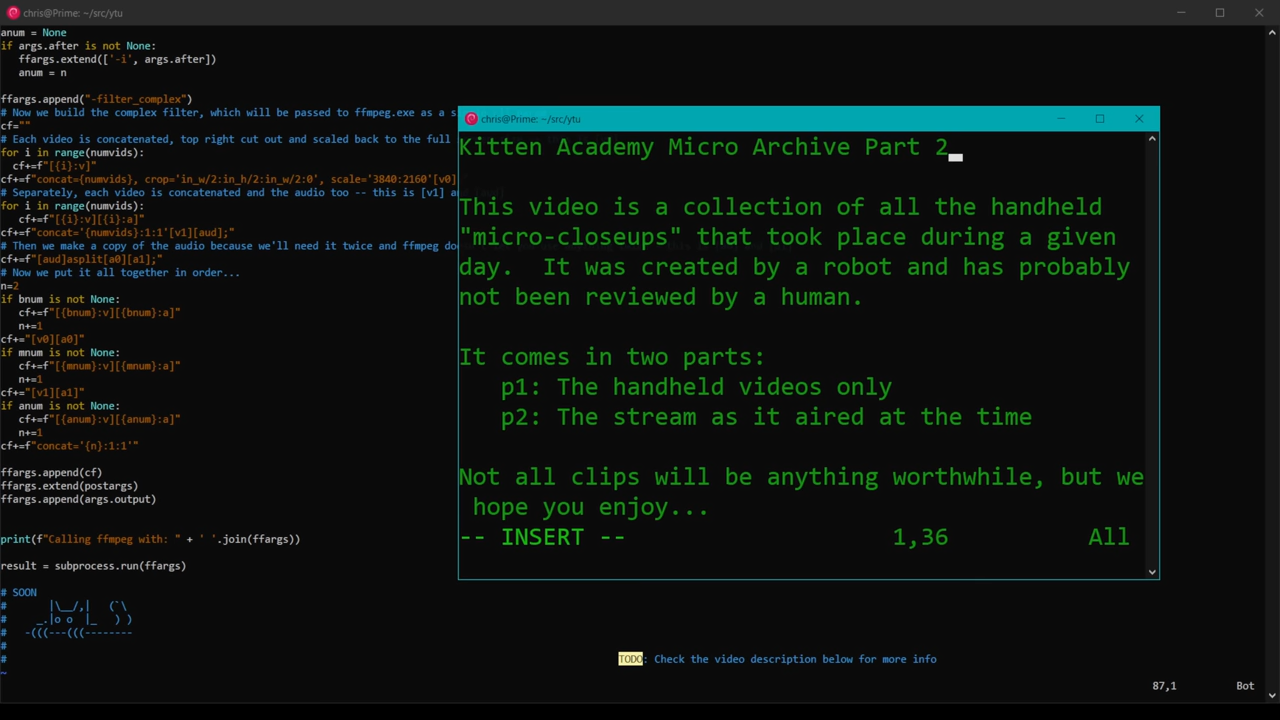 chris@Prime: ~/src/ytu
anum = None
if args.after is not None:
   ffargs.extend(['-i', args.after])
   anum = n
ffargs.append("-filter_complex")
# Now we build the complex filter, which will be passed to ffmpeg.exe as a s
cf=""
# Each video is concatenated, top right cut out and scaled back to the full
for i in range(numvids):
  cf+=f"[{i}:v]"
cf+=f"concat={numvids}, crop='in_w/2:in_h/2:in_w/2:0', scale='3840:2160'[v0]
# Separately, each video is concatenated and the audio too -- this is [v1] a
for i in range(numvids):
   cf+=f"[{i}:v][{i}:a]"
cf+=f"concat='{numvids}:1:1'[v1][aud];"
# Then we make a copy of the audio because we'll need it twice and ffmpeg do
cf+="[aud]asplit[a0][a1];"
# Now we put it all together in order...
n=2
if bnum is not None:
   cf+=f"[{bnum}:v][{bnum}:a]"
   n+=1
cf+="[v0][a0]"
if mnum is not None:
   cf+=f"[{mnum}:v][{mnum}:a]"
   n+=1
cf+="[v1][a1]"
if anum is not None:
   cf+=f"[{anum}:v][{anum}:a]"
   n+=1
cf+=f"concat='{n}:1:1'"
ffargs.append(cf)
ffargs.extend(postargs)
ffargs.append(args.output)
print(f"Calling ffmpeg with: " + ' '.join(ffargs))
result = subprocess.run(ffargs)
# SOON
#      |\__/,|   (`\
#    _.|o o  |_   ) )
#  -(((---(((--------
#
#
~
chris@Prime: ~/src/ytu
Kitten Academy Micro Archive Part 2
This video is a collection of all the handheld
"micro-closeups" that took place during a given
day.  It was created by a robot and has probably
not been reviewed by a human.
It comes in two parts:
   p1: The handheld videos only
   p2: The stream as it aired at the time
Not all clips will be anything worthwhile, but we
 hope you enjoy...
-- INSERT -- 1,36 All
TODO: Check the video description below for more info
87,1 Bot